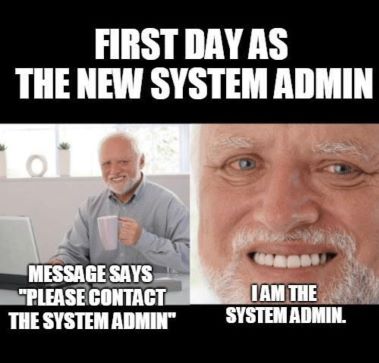 FIRST DAY AS
THE NEW SYSTEM ADMIN
MESSAGE SAYS
"PLEASE CONTACT
THE SYSTEM ADMIN"
I AM THE
SYSTEM ADMIN.